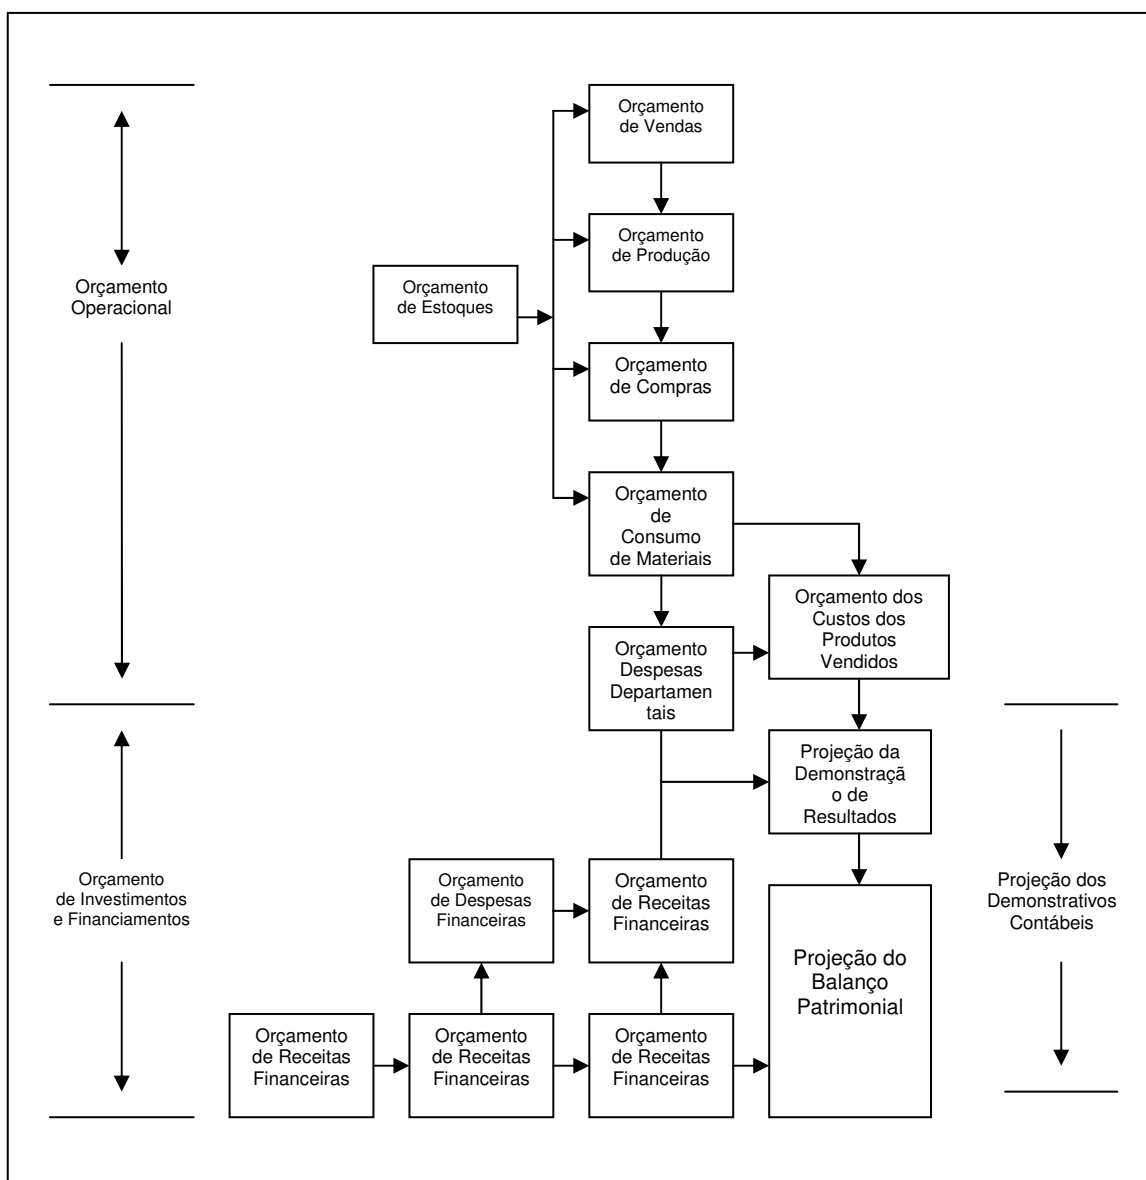 Orçamento
de Vendas
Orçamento
de Produção
Orçamento
Operacional
Orçamento
de Estoques
Orçamento
de Compras
Orçamento
de
Consumo
de Materiais
Orçamento dos
Custos dos
Produtos
Vendidos
Orçamento
Despesas
Departamen
tais
Projeção da
Demonstraçã
o de
Resultados
Orçamento
de Investimentos
e Financiamentos
Orçamento
de Despesas
Financeiras
Orçamento
de Receitas
Financeiras
Projeção dos
Demonstrativos
Contábeis
Projeção do
Balanço
Patrimonial
Orçamento
de Receitas
Financeiras
Orçamento
de Receitas
Financeiras
Orçamento
de Receitas
Financeiras